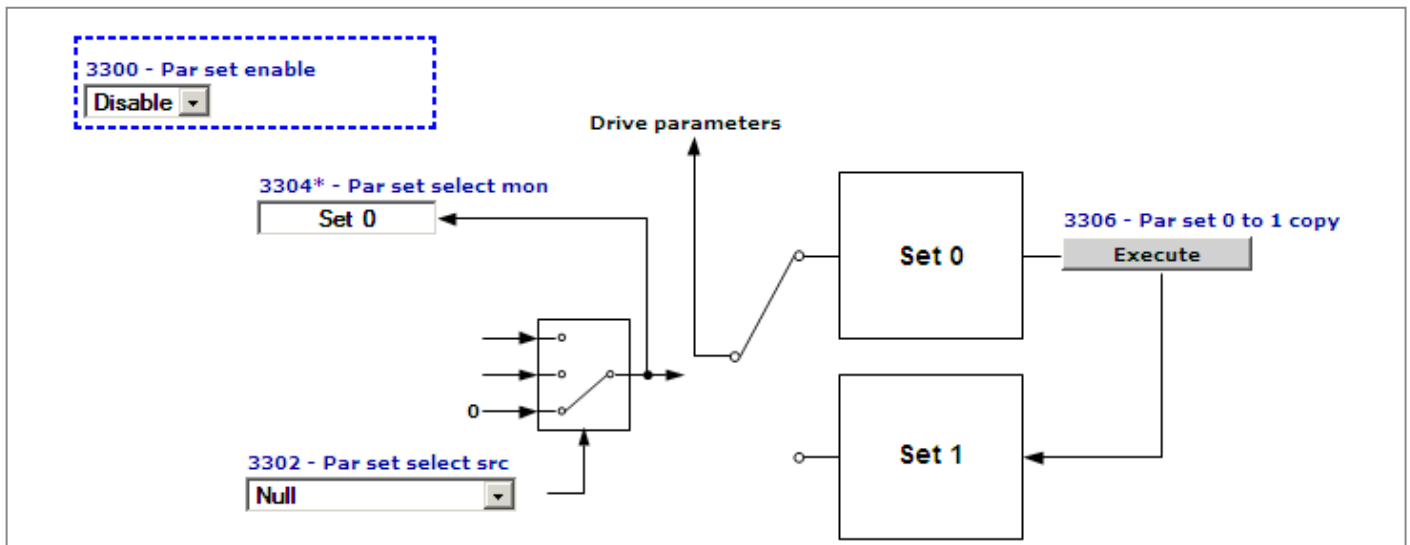 3300 - Par set enable
Disable
Drive parameters
3304* - Par set select mon
Set 0
Set 0
3306 - Par set 0 to 1 copy
Execute
0
3302 - Par set select src
Null
Set 1